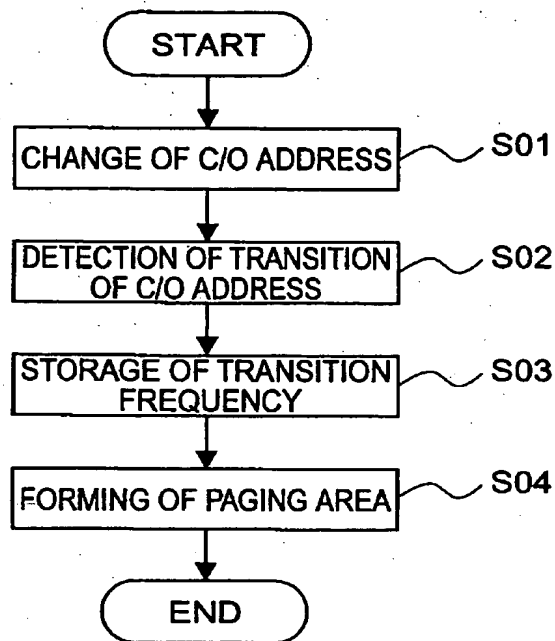 START
CHANGE OF C/O ADDRESS
S01
DETECTION OF TRANSITION
OF C/O ADDRESS
S02
STORAGE OF TRANSITION
FREQUENCY
S03
FORMING OF PAGING AREA
S04
END